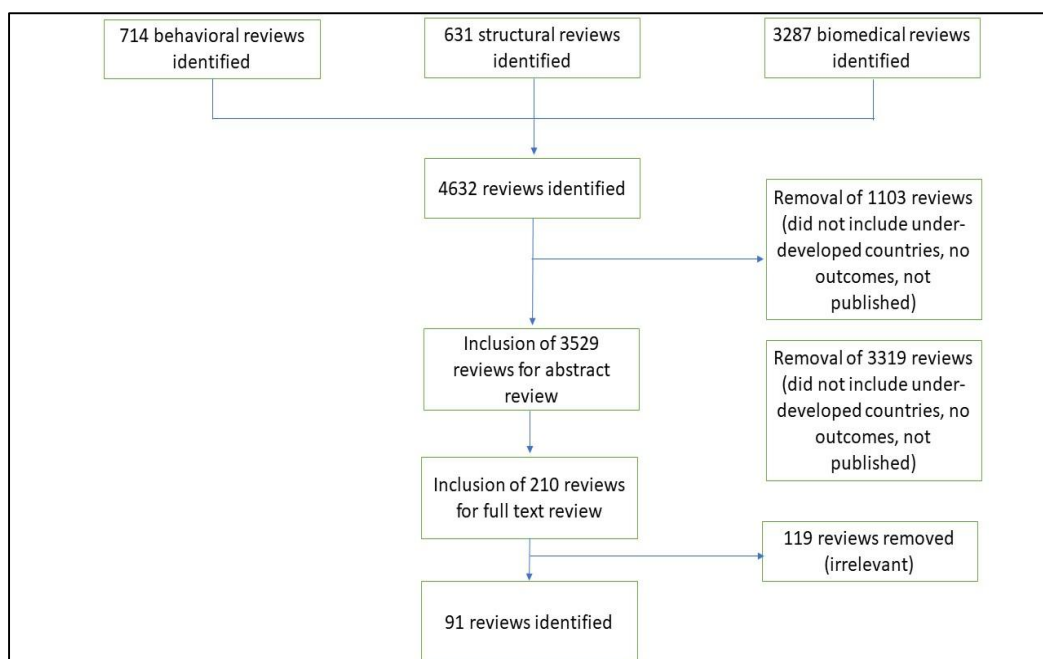 714 behavioral reviews
identified
631 structural reviews
identified
3287 biomedical reviews
identified
4632 reviews identified
Removal of 1103 reviews
(did not include under-
developed countries, no
outcomes, not
published)
Inclusion of 3529
reviews for abstract
review
Removal of 3319 reviews
(did not include under-
developed countries, no
outcomes, not
published)
Inclusion of 210 reviews
for full text review
119 reviews removed
(irrelevant)
91 reviews identified